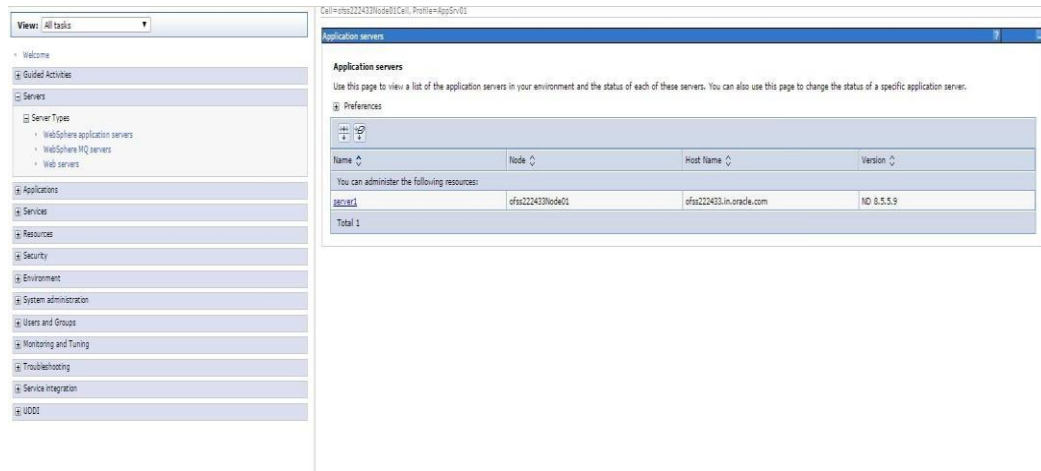 Cell=ofss222433Node01Cell, Profile=AppSrv01
View: All tasks
Welcome
Guided Activities
Servers
Server Types
WebSphere application servers
WebSphere MQ servers
Web servers
Applications
Services
Resources
Security
Environment
System administration
Users and Groups
Monitoring and Tuning
Troubleshooting
Service integration
UDDI
Application servers ?
Application servers
Use this page to view a list of the application servers in your environment and the status of each of these servers. You can also use this page to change the status of a specific application server.
Preferences
Name Node Host Name Version
You can administer the following resources:
server1 ofss222433Node01 ofss222433.in.oracle.com ND 8.5.5.9
Total 1